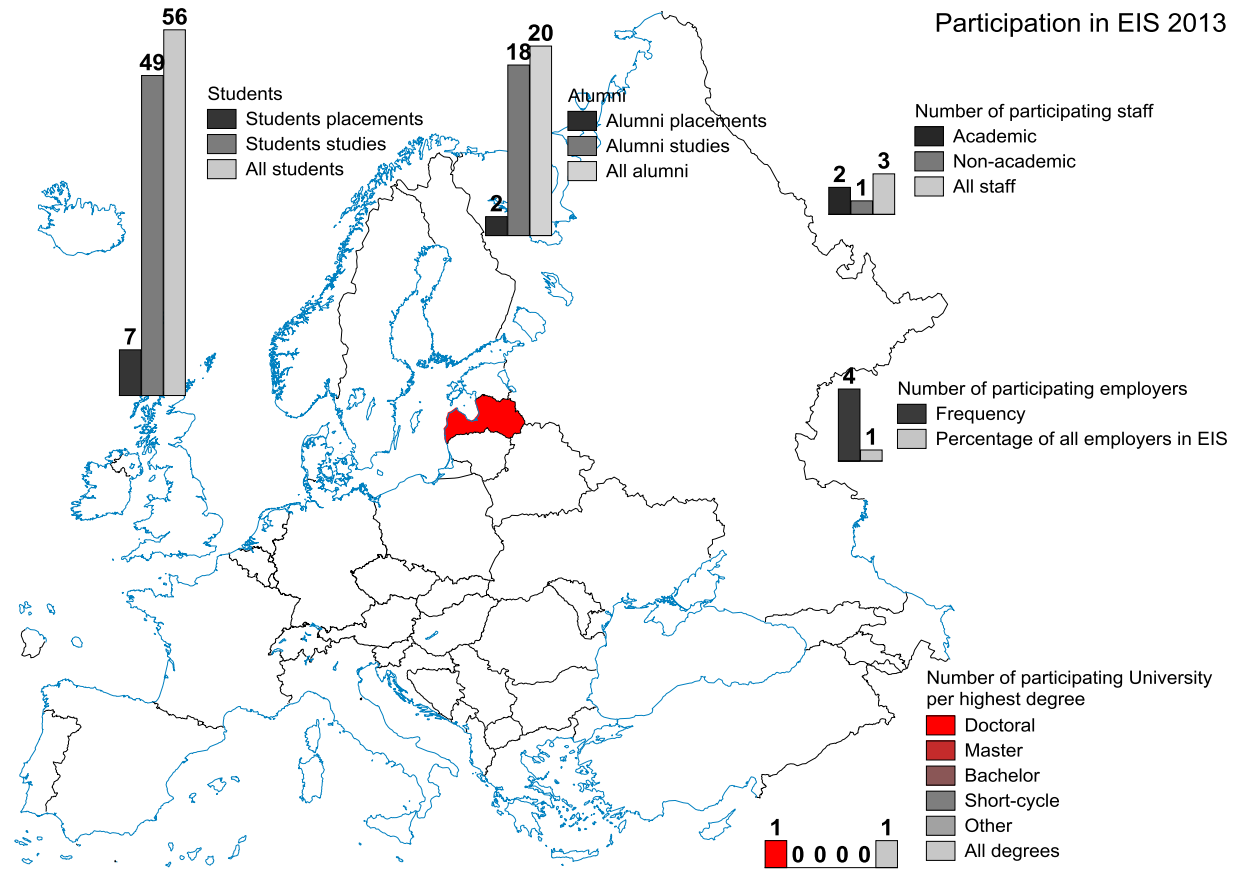 Participation in EIS 2013
56
49
7
Students
Students placements
Students studies
All students
20
18
2
Alumni
Alumni placements
Alumni studies
All alumni
Number of participating staff
Academic
Non-academic
All staff
2
1
3
4
1
Number of participating employers
Frequency
Percentage of all employers in EIS
Number of participating University
per highest degree
Doctoral
Master
Bachelor
Short-cycle
Other
All degrees
1 0 0 0 0 1